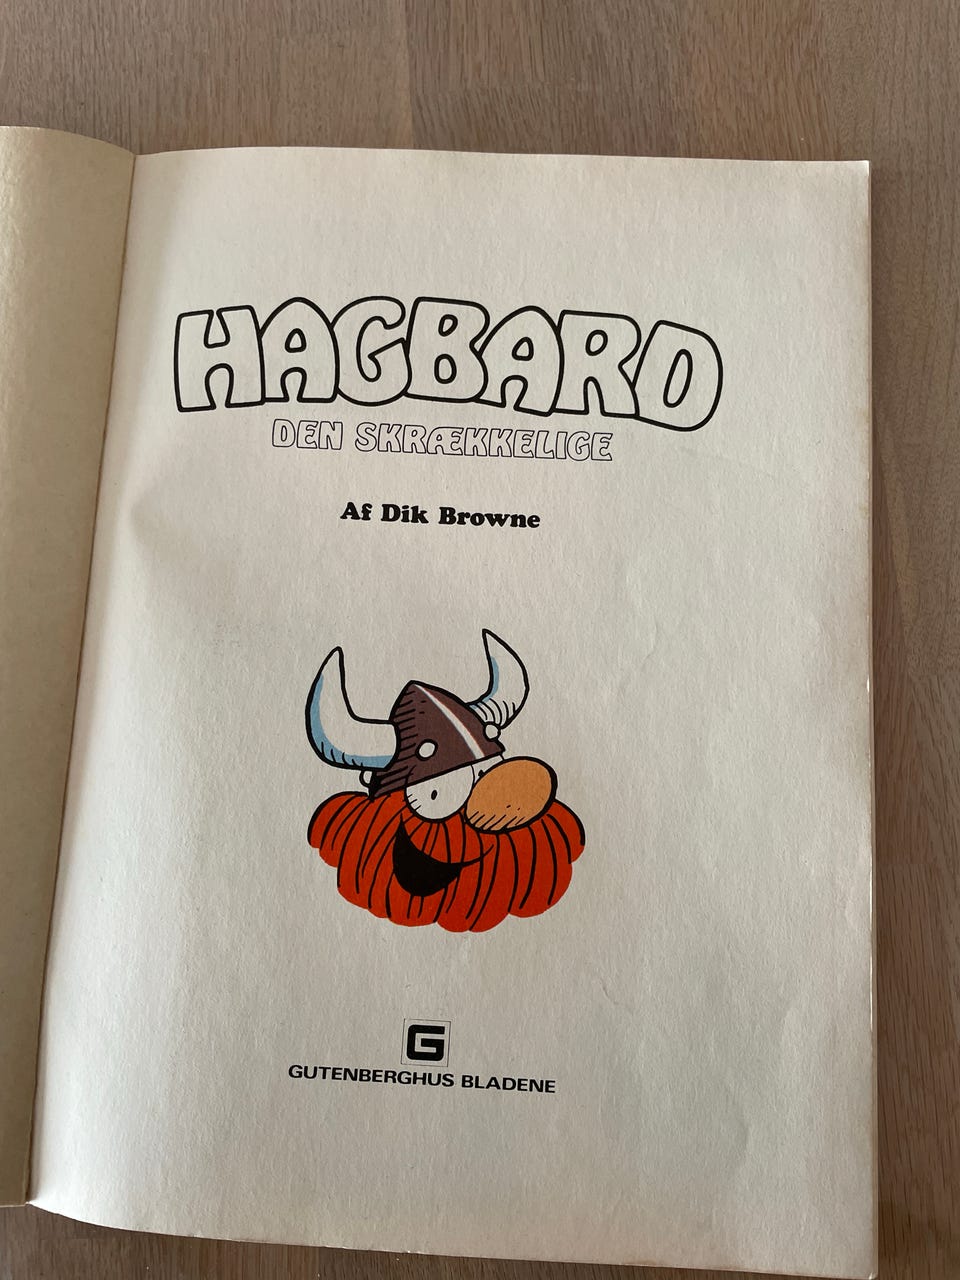 HAGBARD
DEN SKRÆKKELIGE
Af Dik Browne
G
GUTENBERGHUS BLADENE